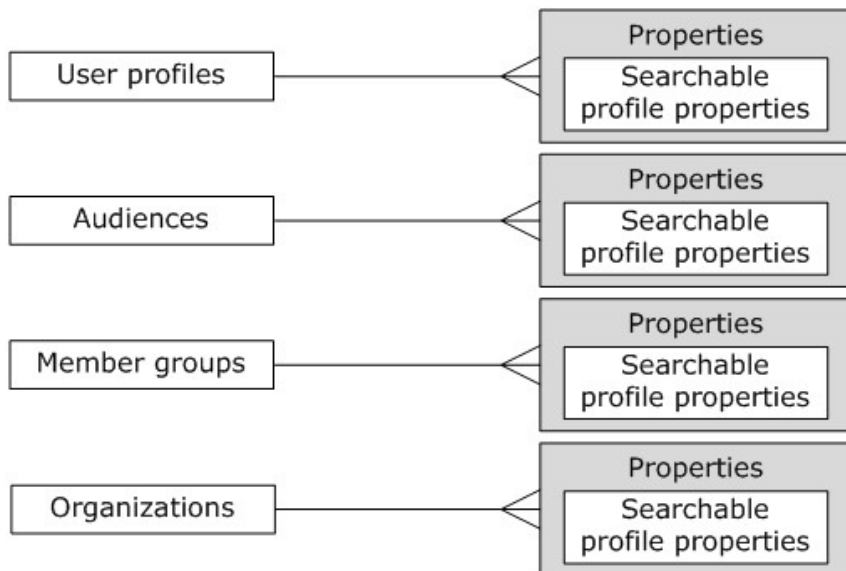 Properties
User profiles
Searchable
profile properties
Properties
Audiences
Searchable
profile properties
Properties
Member groups
Searchable
profile properties
Properties
Organizations
Searchable
profile properties